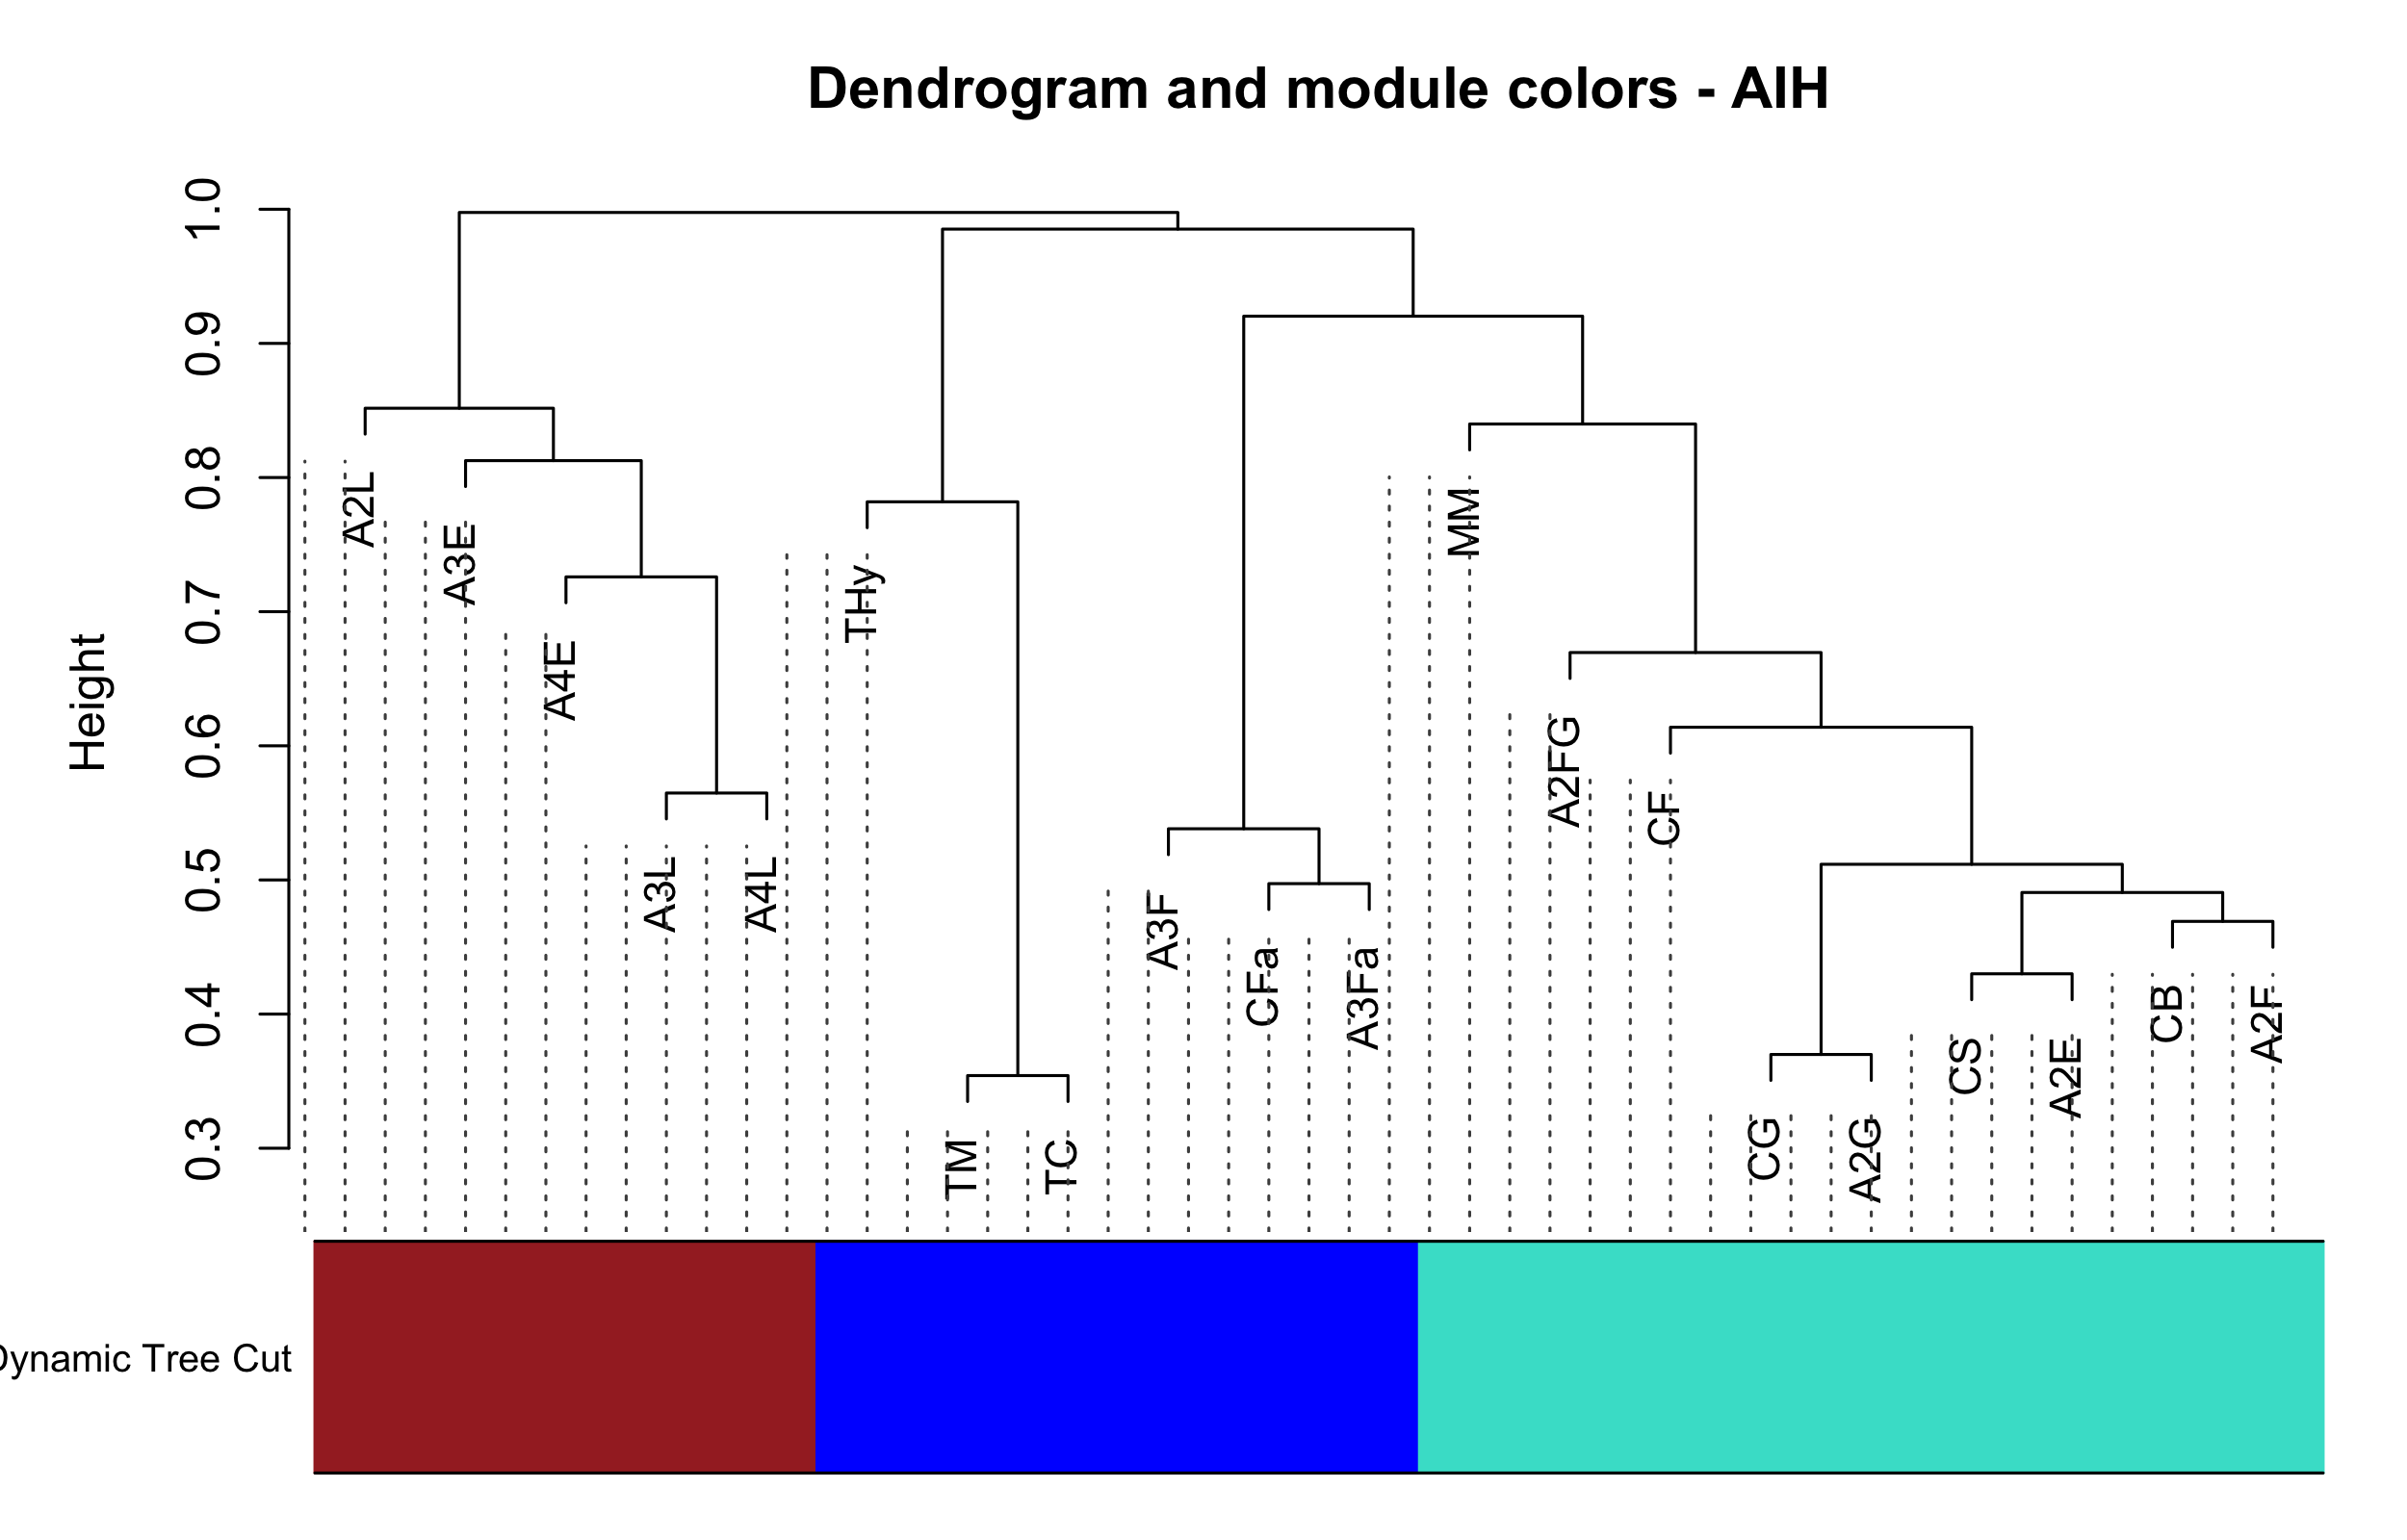 Dendrogram and module colors - AIH
Height
1.0
0.9
0.8
0.7
0.6
0.5
0.4
0.3
A2L
A3E
A4E
A3L
A4L
THy
TM
TC
A3F
CFa
A3Fa
MM
A2FG
CF
CG
A2G
CS
A2E
CB
A2F
Dynamic Tree Cut